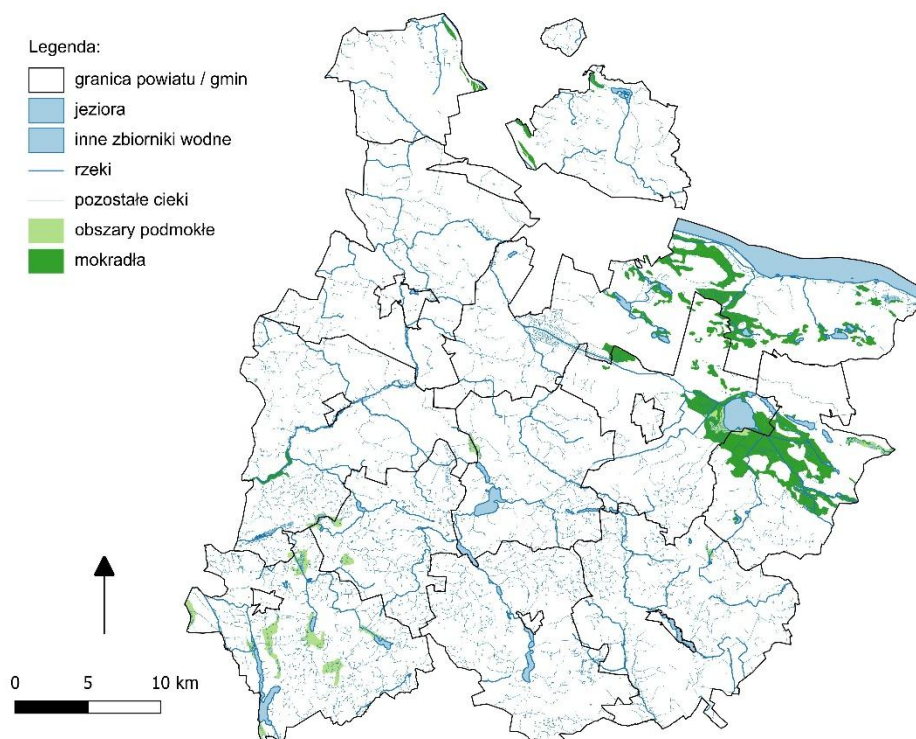 Legenda:
granica powiatu / gmin
jeziora
inne zbiorniki wodne
rzeki
pozostałe cieki
obszary podmokłe
mokradła
0 5 10 km